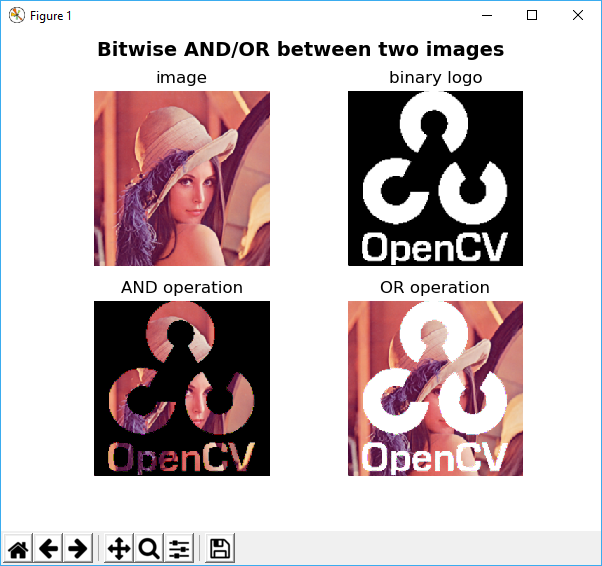 Figure 1
Bitwise AND/OR between two images
image
binary logo
OpenCV
AND operation
OR operation
OpenCV
OpenCV